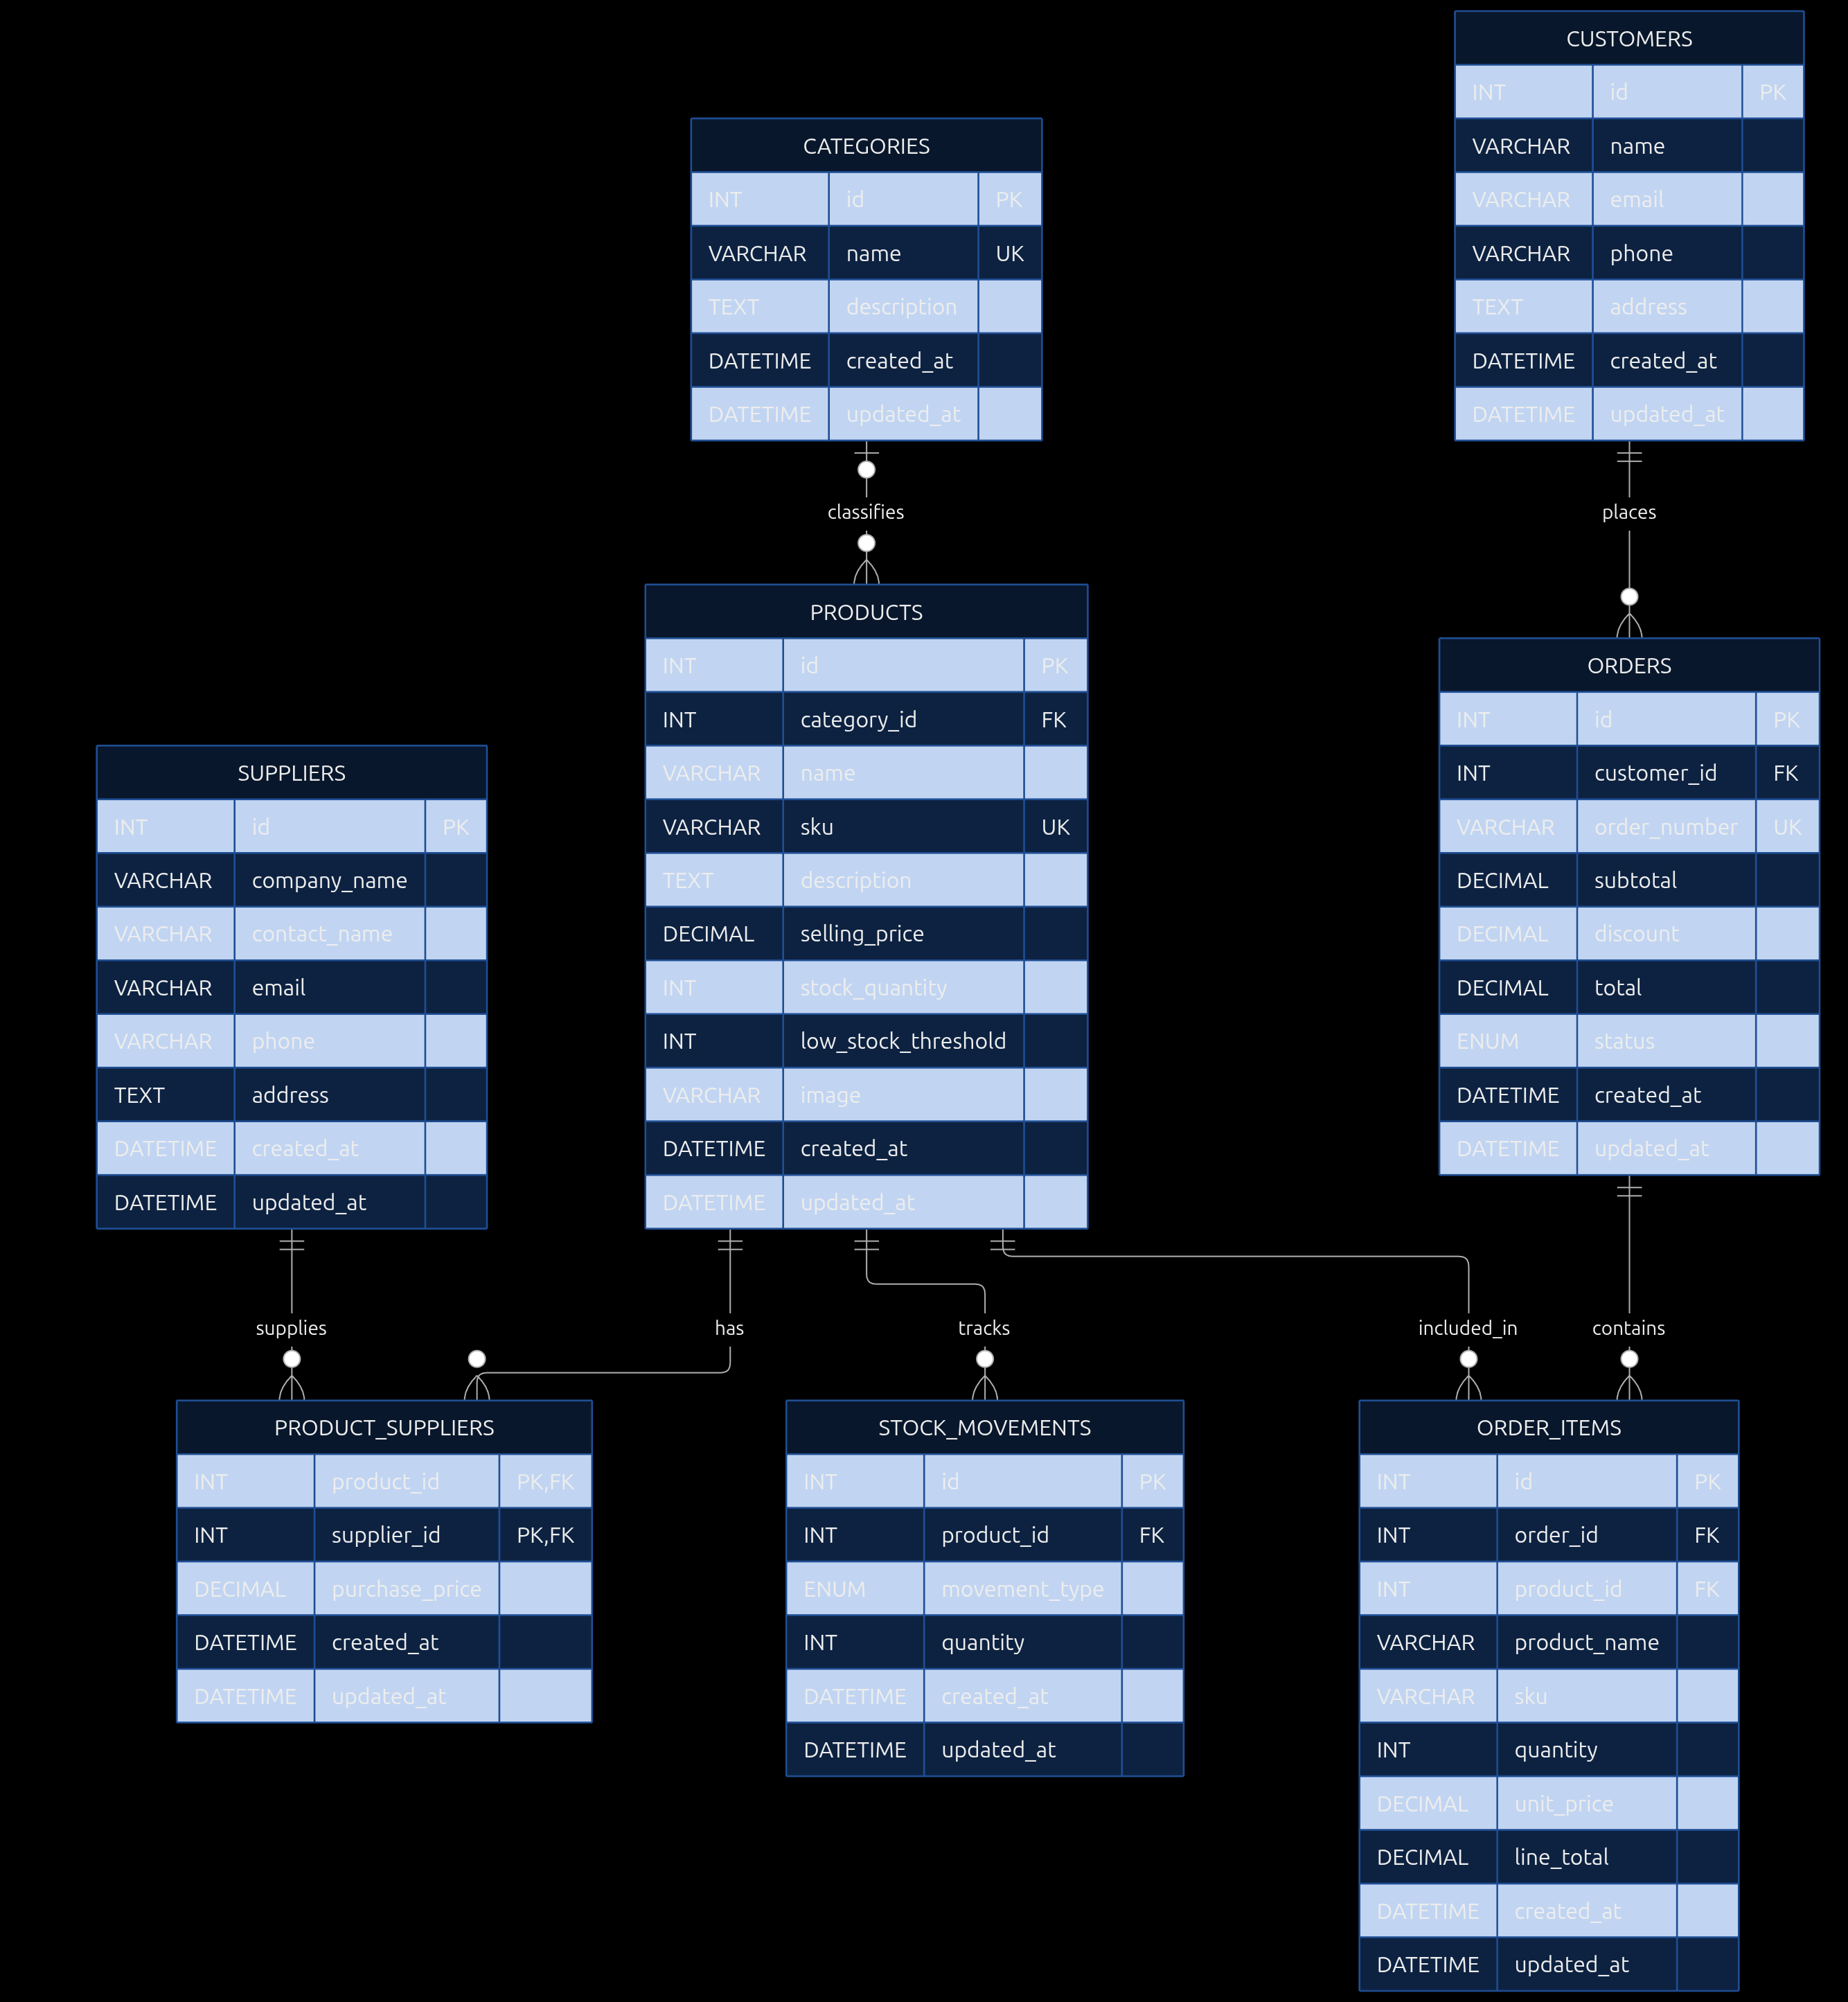 CUSTOMERS
INT id PK
VARCHAR name
VARCHAR email
VARCHAR phone
TEXT address
DATETIME created_at
DATETIME updated_at
CATEGORIES
INT id PK
VARCHAR name UK
TEXT description
DATETIME created_at
DATETIME updated_at
classifies
places
PRODUCTS
INT id PK
INT category_id FK
VARCHAR name
VARCHAR sku UK
TEXT description
DECIMAL selling_price
INT stock_quantity
INT low_stock_threshold
VARCHAR image
DATETIME created_at
DATETIME updated_at
ORDERS
INT id PK
INT customer_id FK
VARCHAR order_number UK
DECIMAL subtotal
DECIMAL discount
DECIMAL total
ENUM status
DATETIME created_at
DATETIME updated_at
SUPPLIERS
INT id PK
VARCHAR company_name
VARCHAR contact_name
VARCHAR email
VARCHAR phone
TEXT address
DATETIME created_at
DATETIME updated_at
supplies
has
tracks
included_in
contains
PRODUCT_SUPPLIERS
INT product_id PK,FK
INT supplier_id PK,FK
DECIMAL purchase_price
DATETIME created_at
DATETIME updated_at
STOCK_MOVEMENTS
INT id PK
INT product_id FK
ENUM movement_type
INT quantity
DATETIME created_at
DATETIME updated_at
ORDER_ITEMS
INT id PK
INT order_id FK
INT product_id FK
VARCHAR product_name
VARCHAR sku
INT quantity
DECIMAL unit_price
DECIMAL line_total
DATETIME created_at
DATETIME updated_at